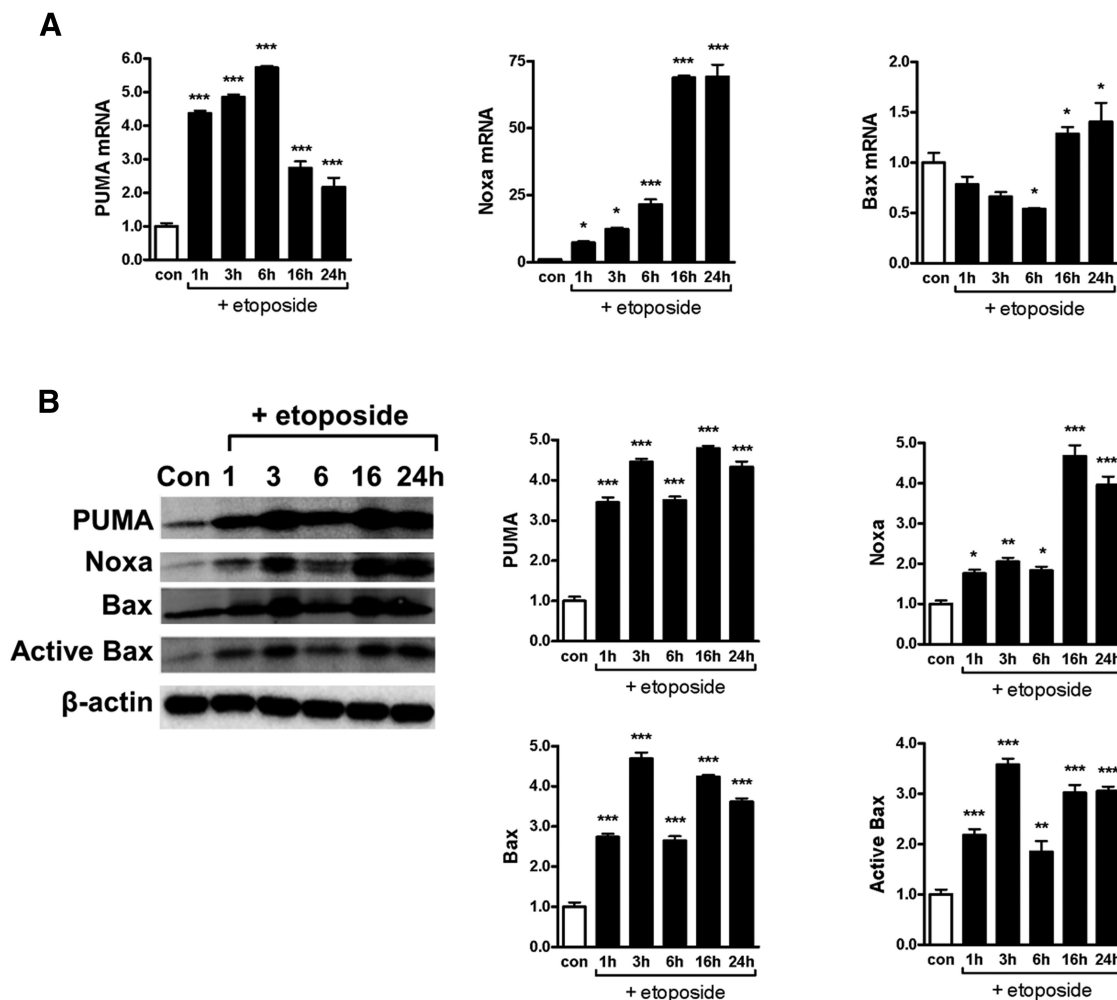 A
PUMA mRNA
6.0
5.0
4.0
3.0
2.0
1.0
0.0
*** *** *** *** ***
con 1h 3h 6h 16h 24h
+ etoposide
Noxa mRNA
75
50
25
0
* * *** *** ***
con 1h 3h 6h 16h 24h
+ etoposide
Bax mRNA
2.0
1.5
1.0
0.5
0.0
* * *
con 1h 3h 6h 16h 24h
+ etoposide
B
+ etoposide
Con 1 3 6 16 24h
PUMA
Noxa
Bax
Active Bax
β-actin
PUMA
5.0
4.0
3.0
2.0
1.0
0.0
*** *** *** *** ***
con 1h 3h 6h 16h 24h
+ etoposide
Noxa
5.0
4.0
3.0
2.0
1.0
0.0
* ** * *** ***
con 1h 3h 6h 16h 24h
+ etoposide
Bax
5.0
4.0
3.0
2.0
1.0
0.0
*** *** *** *** ***
con 1h 3h 6h 16h 24h
+ etoposide
Active Bax
4.0
3.0
2.0
1.0
0.0
*** *** ** *** ***
con 1h 3h 6h 16h 24h
+ etoposide